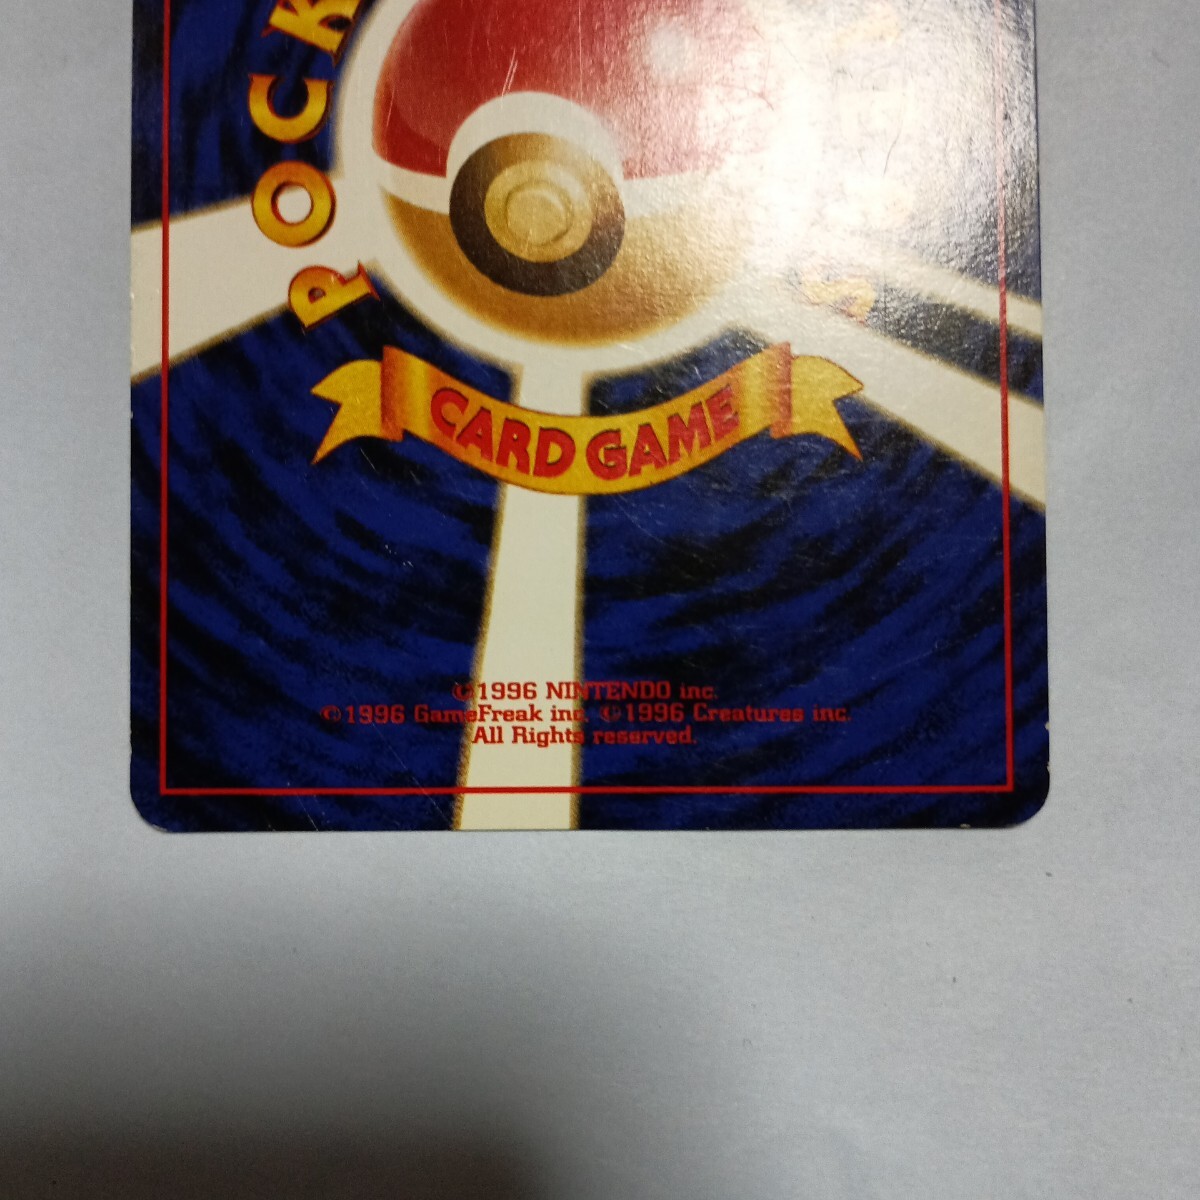 POCK
S
CARD GAME
©1996 NINTENDO inc.
©1996 GameFreak inc. ©1996 Creatures inc.
All Rights reserved.